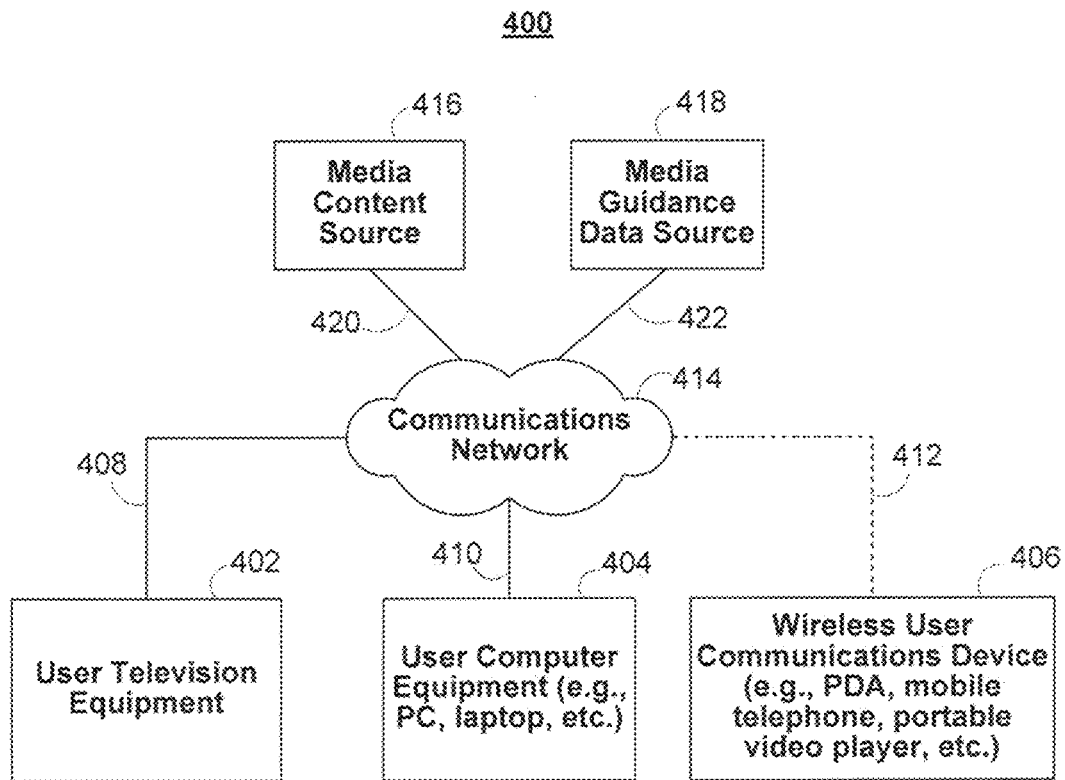 400
416
418
Media
Content
Source
Media
Guidance
Data Source
420
422
414
Communications
Network
408
412
410
402
404
406
User Television
Equipment
User Computer
Equipment (e.g.,
PC, laptop, etc.)
Wireless User
Communications Device
(e.g., PDA, mobile
telephone, portable
video player, etc.)